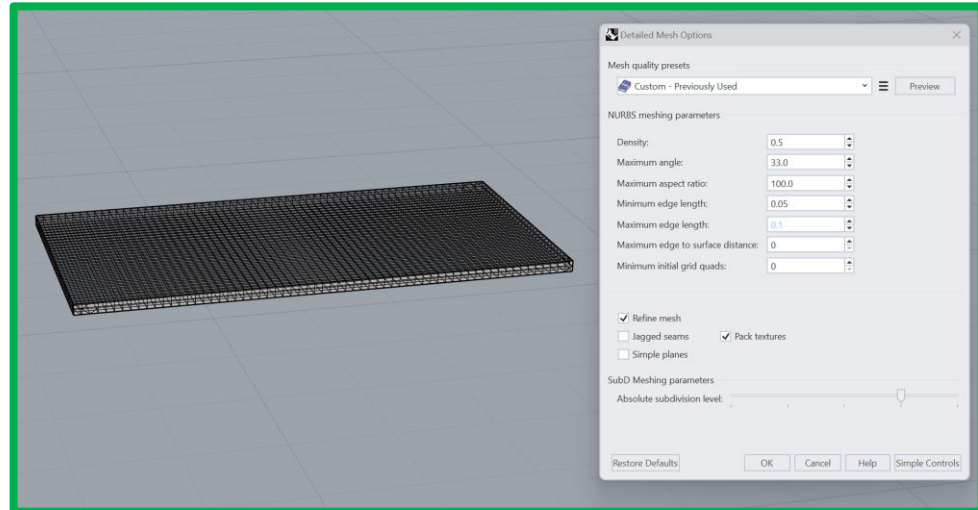 Detailed Mesh Options
Mesh quality presets
Custom - Previously Used
Preview
NURBS meshing parameters
Density: 0.5
Maximum angle: 33.0
Maximum aspect ratio: 100.0
Minimum edge length: 0.05
Maximum edge length: 0.1
Maximum edge to surface distance: 0
Minimum initial grid quads: 0
Refine mesh
Jagged seams Pack textures
Simple planes
SubD Meshing parameters
Absolute subdivision level:
Restore Defaults OK Cancel Help Simple Controls